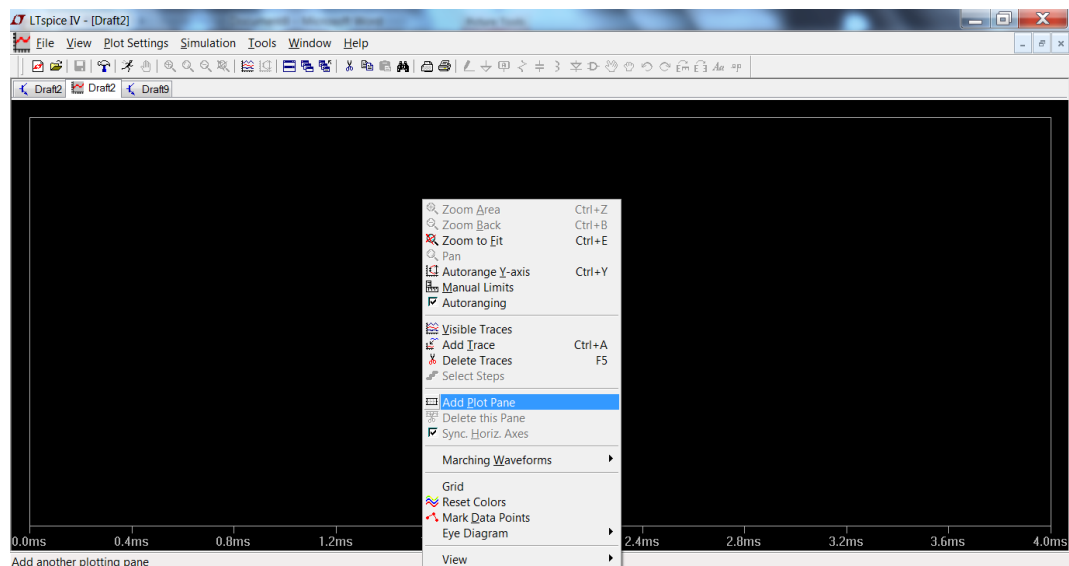 LTspice IV - [Draft2]
File View Plot Settings Simulation Tools Window Help
Draft2 Draft2 Draft9
Zoom Area Ctrl+Z
Zoom Back Ctrl+B
Zoom to Fit Ctrl+E
Pan
Autorange Y-axis Ctrl+Y
Manual Limits
Autoranging
Visible Traces
Add Trace Ctrl+A
Delete Traces F5
Select Steps
Add Plot Pane
Delete this Pane
Sync. Horiz. Axes
Marching Waveforms
Grid
Reset Colors
Mark Data Points
Eye Diagram
View
0.0ms 0.4ms 0.8ms 1.2ms 2.4ms 2.8ms 3.2ms 3.6ms 4.0ms
Add another plotting pane